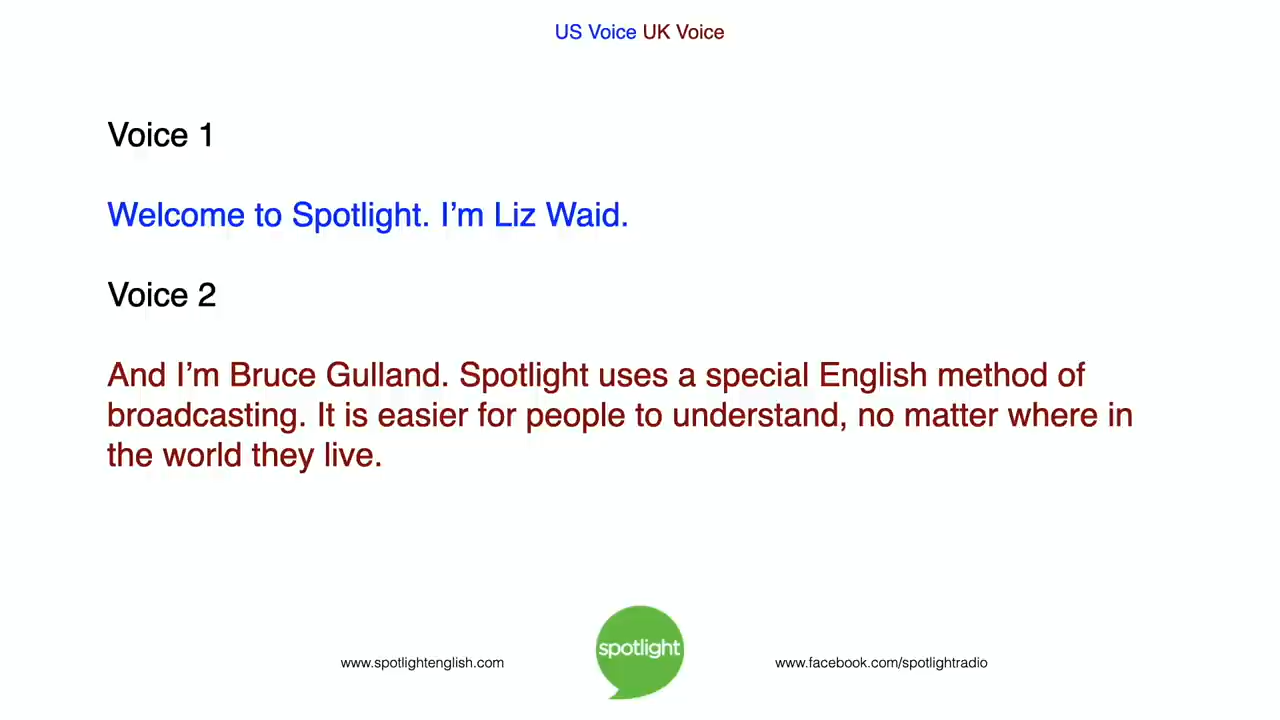 US Voice UK Voice
Voice 1
Welcome to Spotlight. I’m Liz Waid.
Voice 2
And I’m Bruce Gulland. Spotlight uses a special English method of
broadcasting. It is easier for people to understand, no matter where in
the world they live.
www.spotlightenglish.com
spotlight
www.facebook.com/spotlightradio